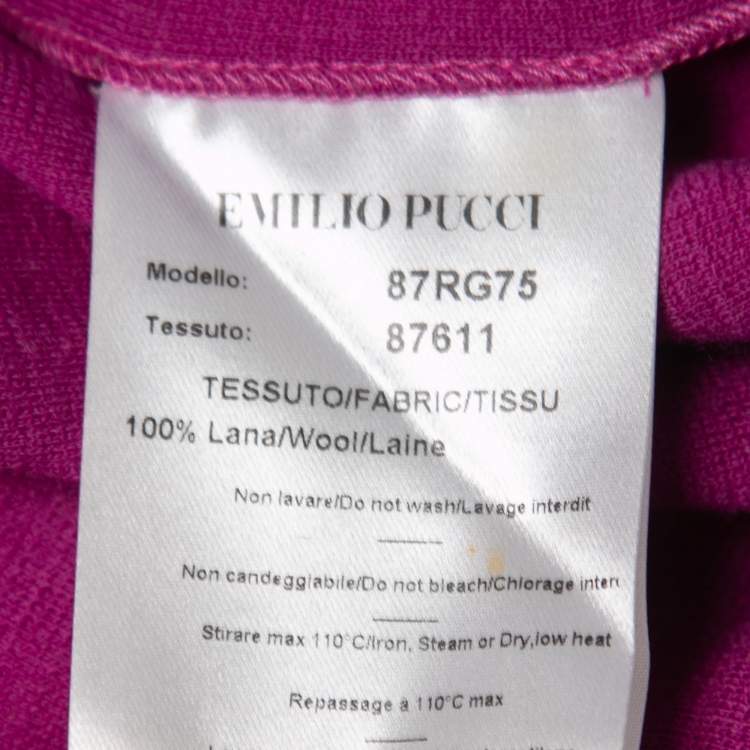 EMILIO PUCCI
Modello: 87RG75
Tessuto: 87611
TESSUTO/FABRIC/TISSU
100% Lana/Wool/Laine
Non lavare/Do not wash/Lavage interdit
Non candeggiabile/Do not bleach/Chlorage inter
Stirare max 110°C/Iron, Steam or Dry,low heat
Repassage à 110°C max